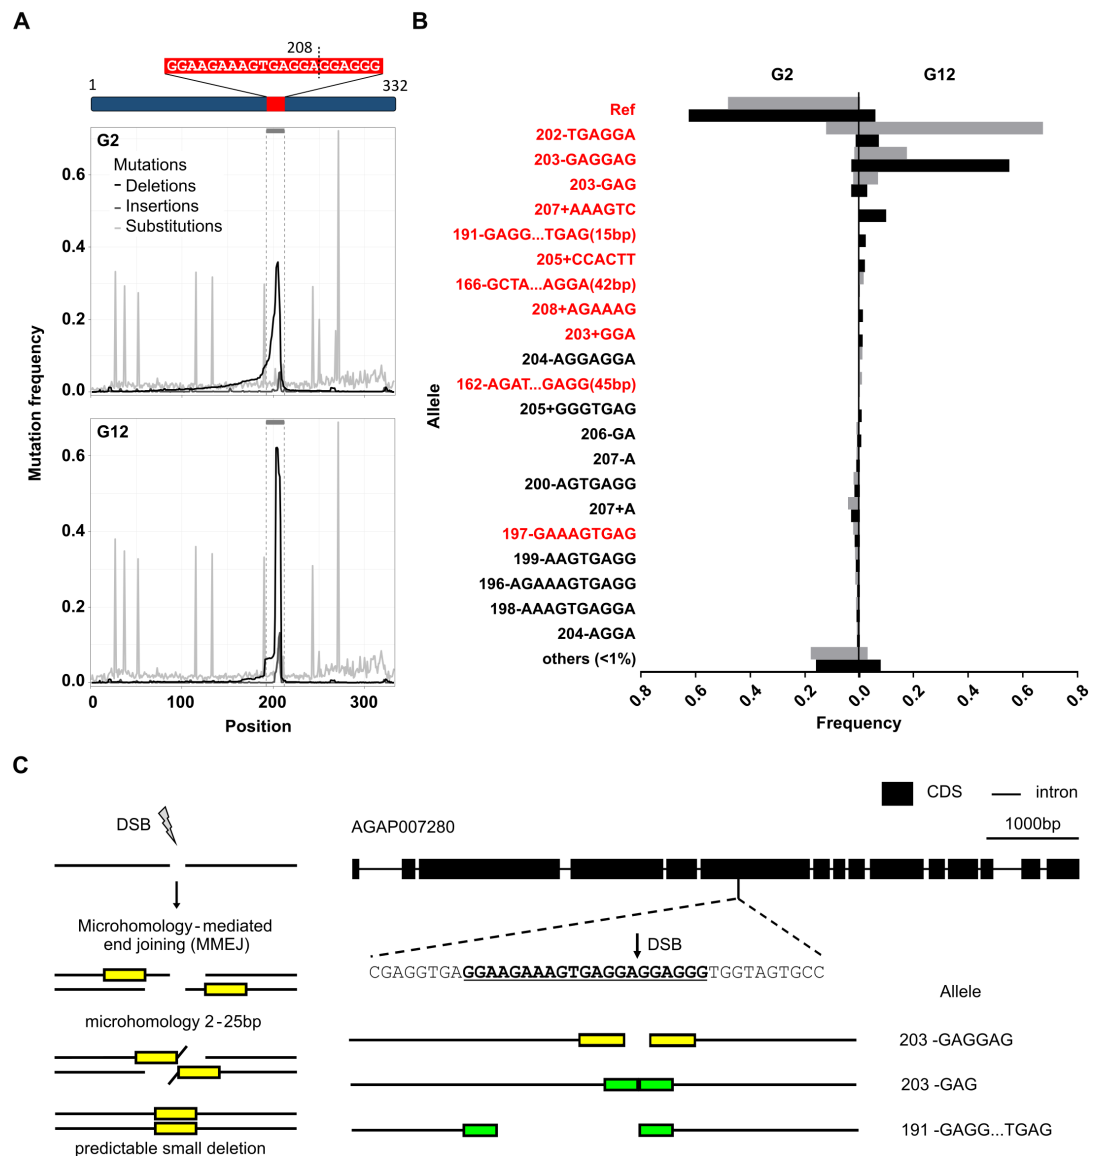 A
208
GGAAGAAAGTGAGGAGGAGGG
1
332
G2
Mutations
Deletions
Insertions
Substitutions
0.6
0.4
0.2
0.0
G12
0.6
0.4
0.2
0.0
0
100
200
300
Position
Mutation frequency
B
G2
G12
Ref
202-TGAGGA
203-GAGGAG
203-GAG
207+AAAGTC
191-GAGG...TGAG(15bp)
205+CCACTT
166-GCTA...AGGA(42bp)
208+AGAAAG
203+GGA
204-AGGAGGA
162-AGAT...GAGG(45bp)
205+GGGTGAG
206-GA
207-A
200-AGTGAGG
207+A
197-GAAAGTGAG
199-AAGTGAGG
196-AGAAAGTGAGG
198-AAAGTGAGGA
204-AGGA
others (<1%)
Allele
0.8
0.6
0.4
0.2
0.0
0.2
0.4
0.6
0.8
Frequency
C
DSB
Microhomology-mediated
end joining (MMEJ)
microhomology 2-25bp
predictable small deletion
CDS
intron
1000bp
AGAP007280
DSB
CGAGGTGAGGAAGAAAGTGAGGAGGAGGGTGGTAGTGCC
Allele
203 -GAGGAG
203 -GAG
191 -GAGG...TGAG